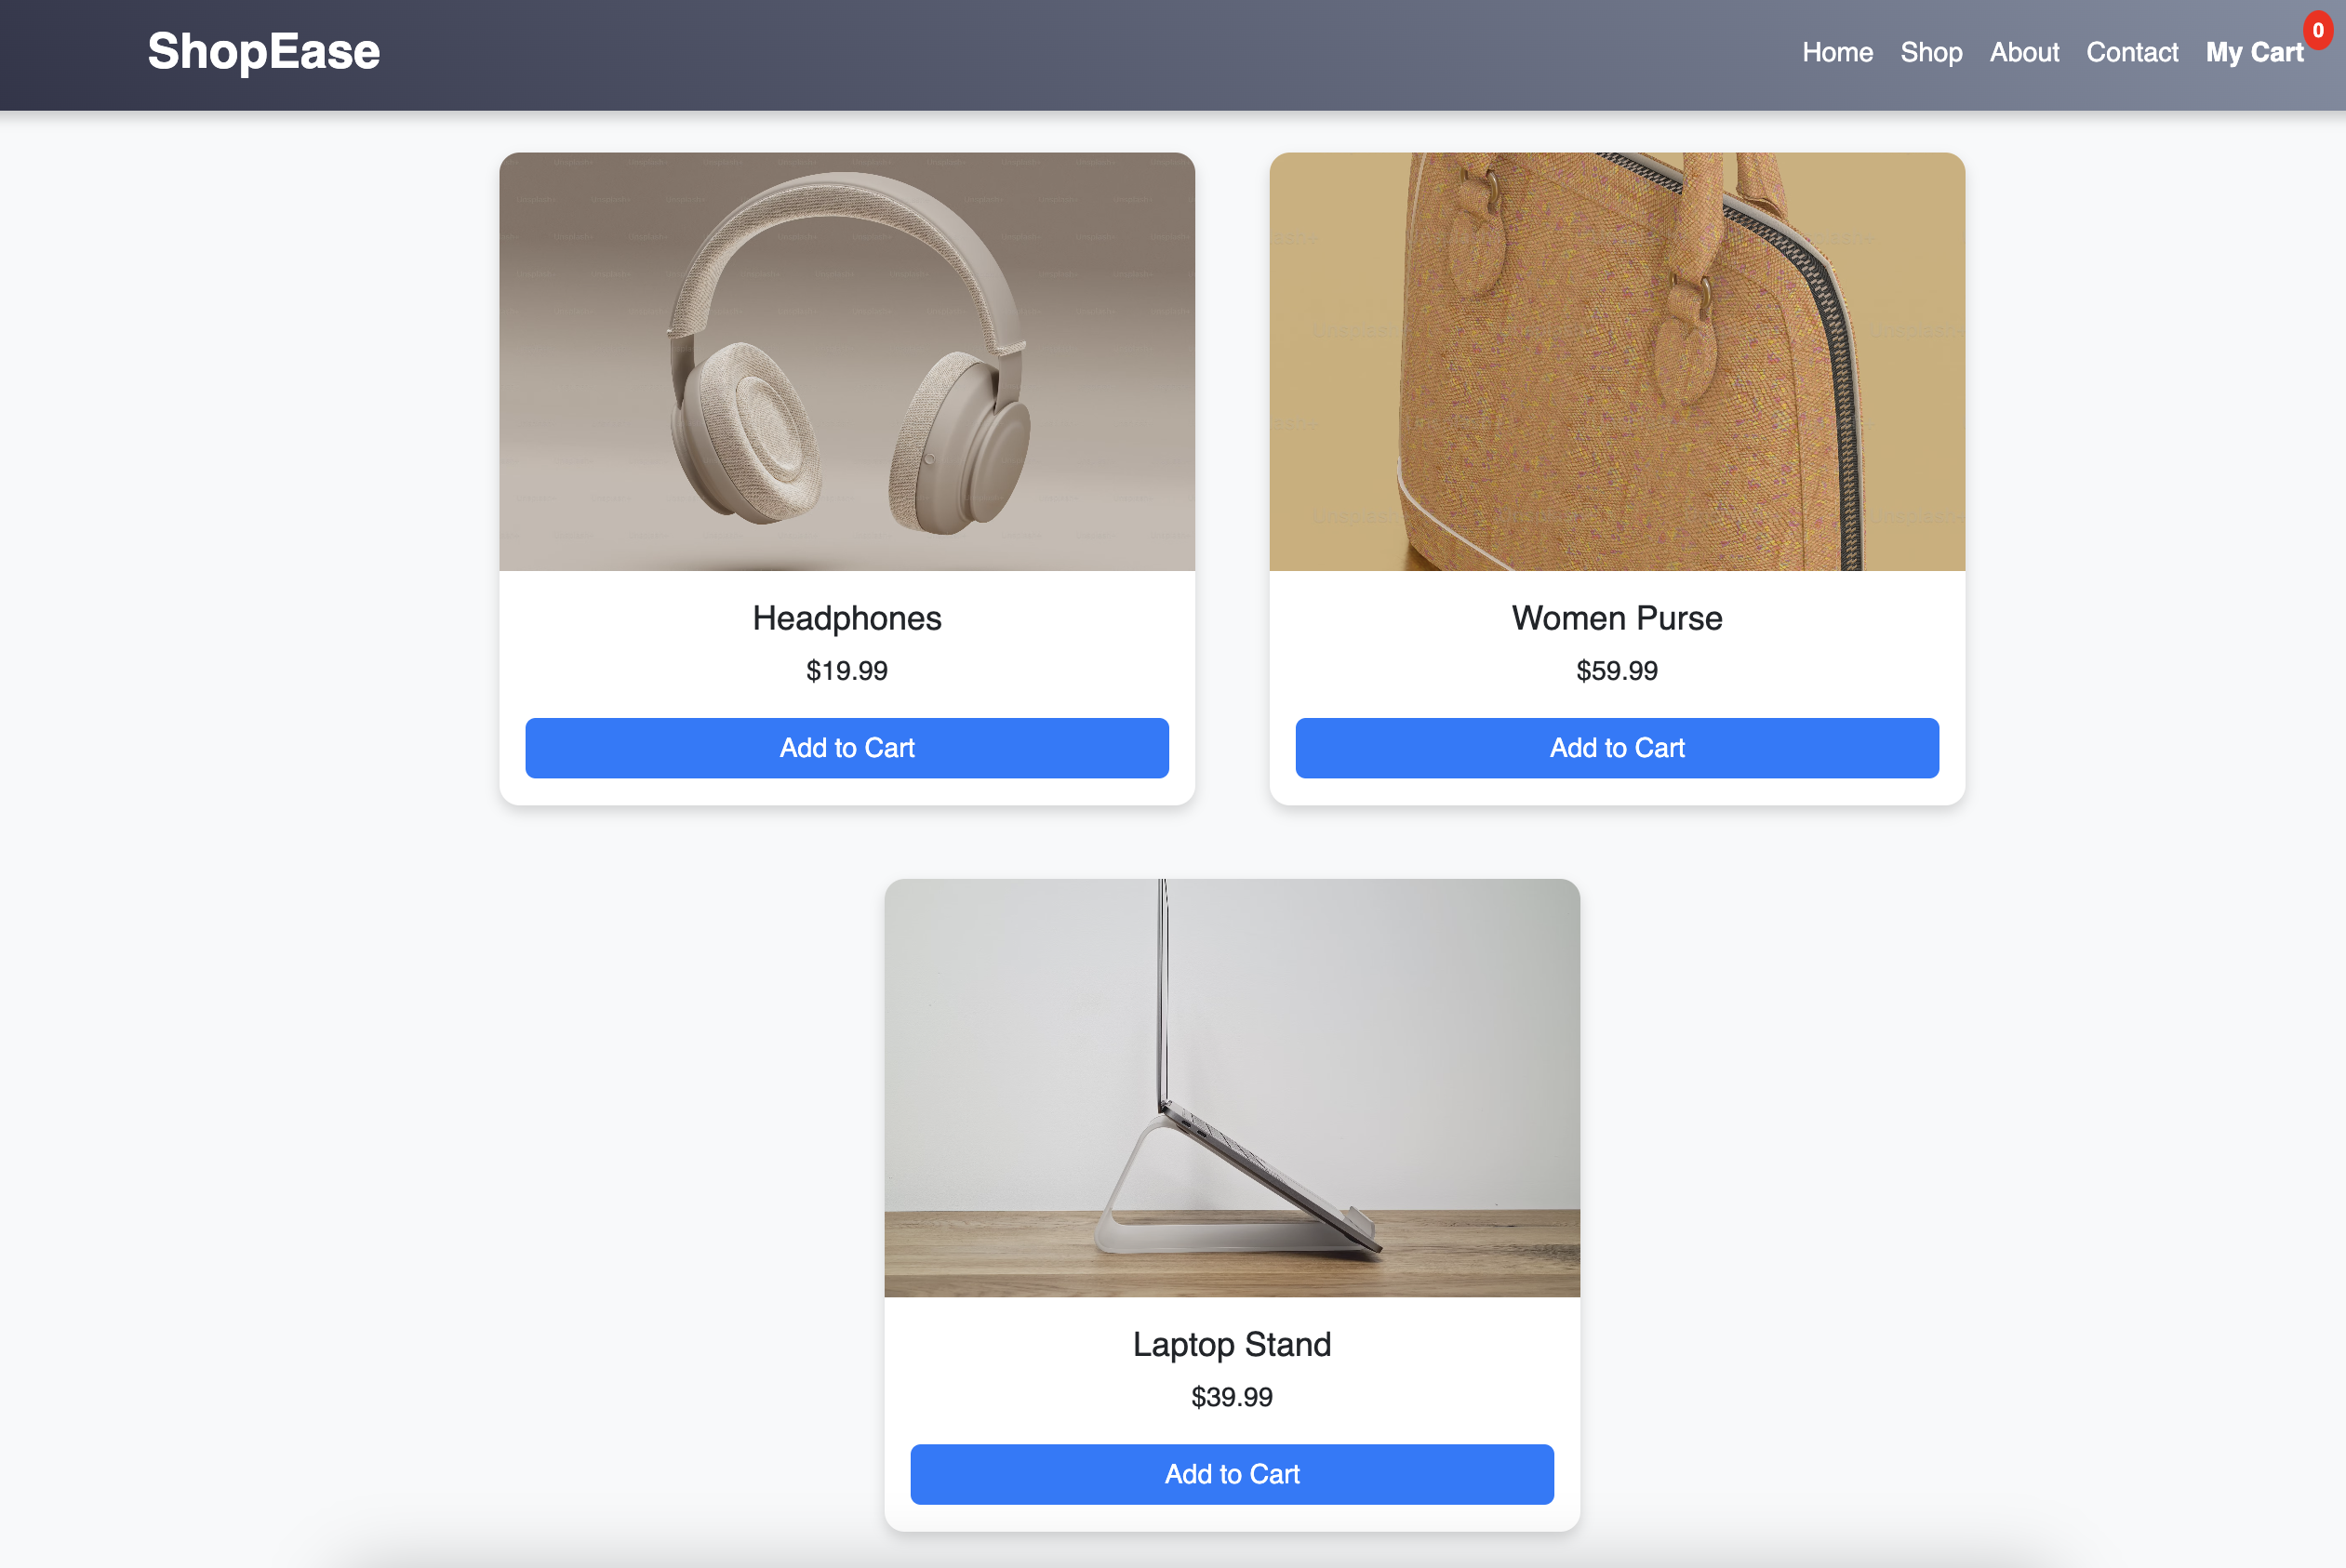 ShopEase
Home Shop About Contact My Cart 0
Headphones
$19.99
Add to Cart
Women Purse
$59.99
Add to Cart
Laptop Stand
$39.99
Add to Cart